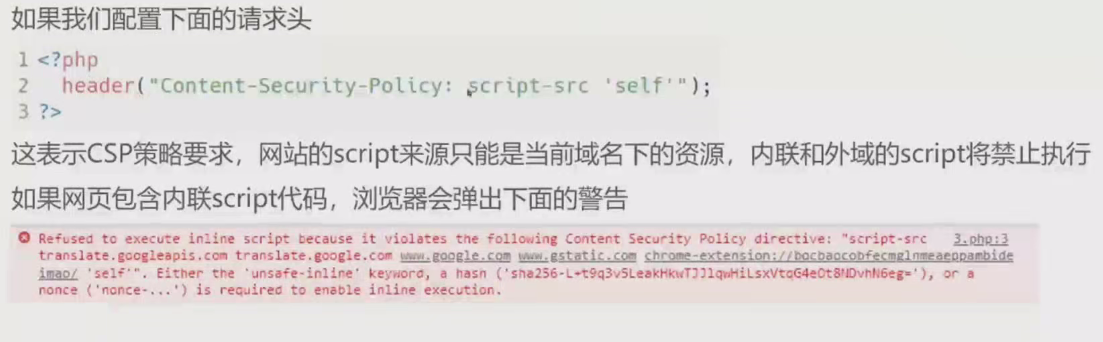 如果我们配置下面的请求头
1 <?php
2 header("Content-Security-Policy: script-src 'self'");
3 ?>
这表示CSP策略要求，网站的script来源只能是当前域名下的资源，内联和外域的script将禁止执行
如果网页包含内联script代码，浏览器会弹出下面的警告
Refused to execute inline script because it violates the following Content Security Policy directive: "script-src 3.php:3
translate.googleapis.com translate.google.com www.google.com www.gstatic.com
'self'". Either the 'unsafe-inline' keyword, a hash, or a
nonce ('nonce-...') is required to enable inline execution.